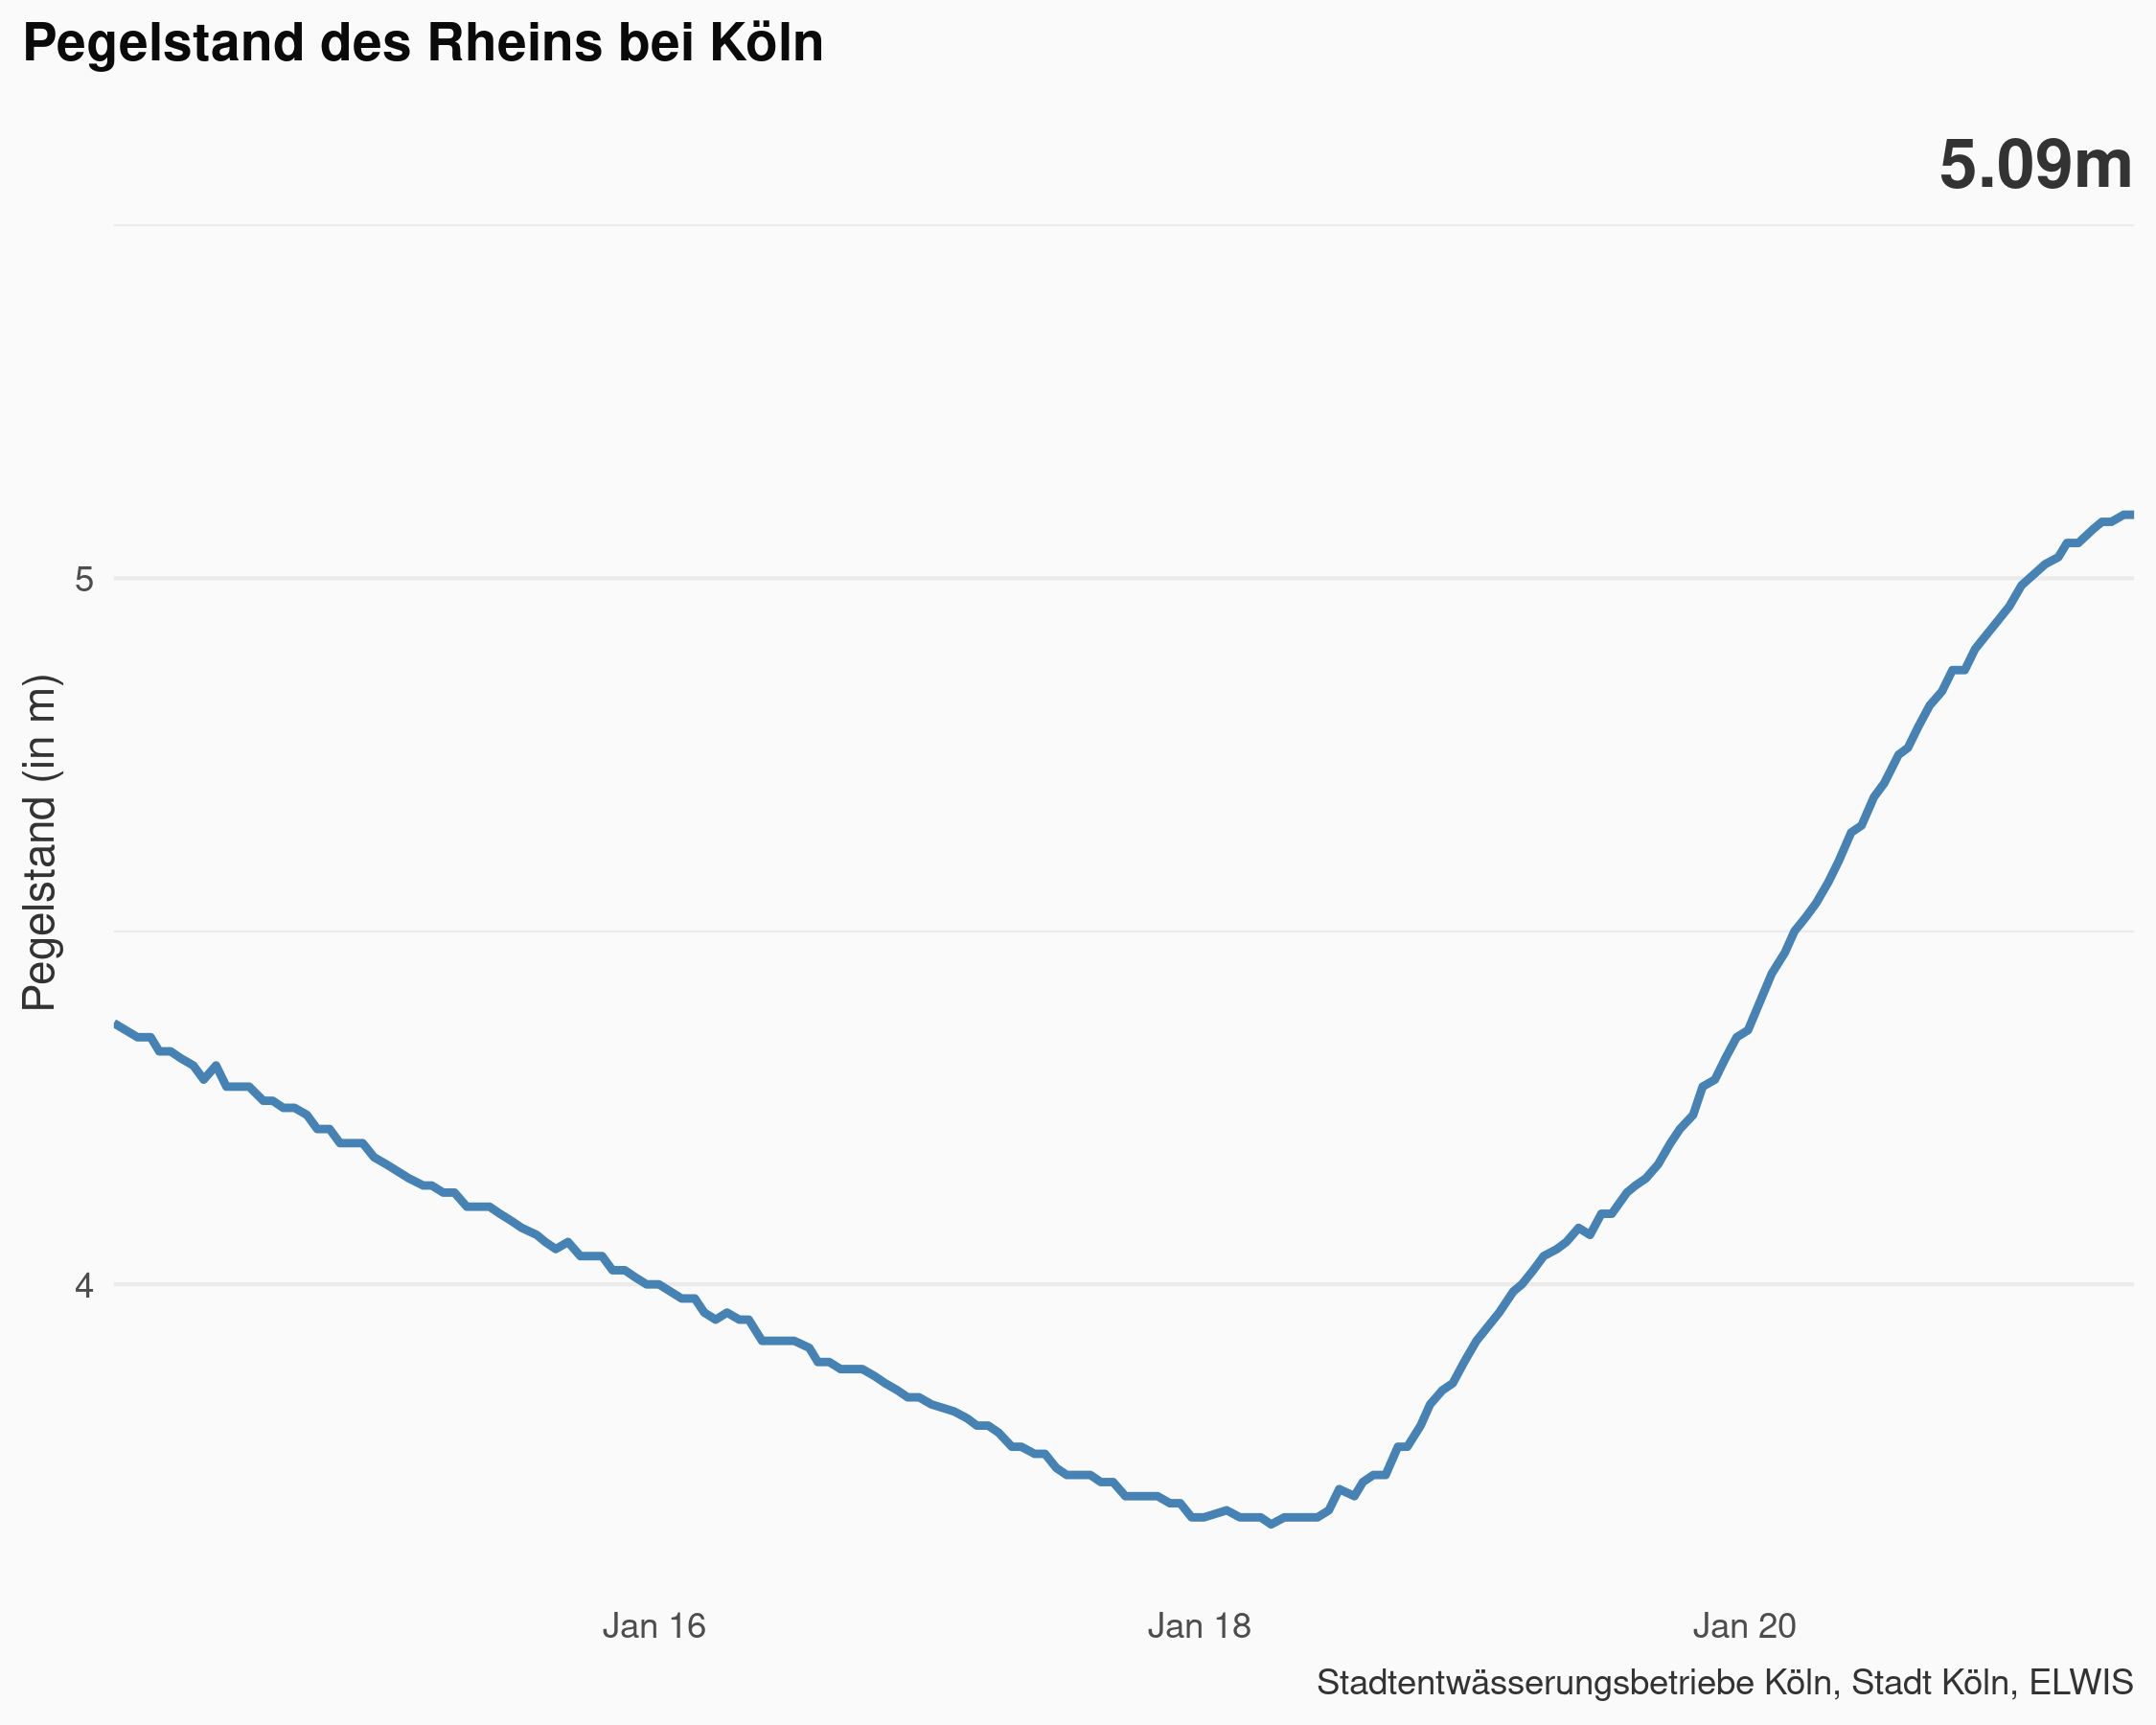 Pegelstand des Rheins bei Köln
5.09m
Pegelstand (in m)
5
4
Jan 16
Jan 18
Jan 20
Stadtentwässerungsbetriebe Köln, Stadt Köln, ELWIS